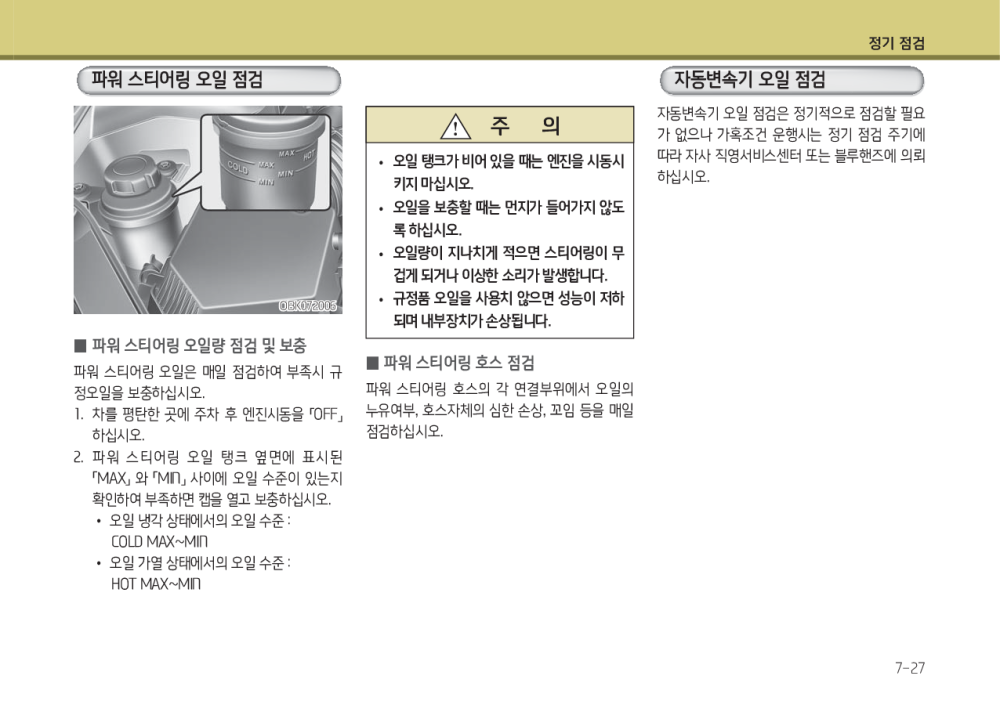 정기 점검
파워 스티어링 오일 점검
COLD
MAX
MIN
MAX
MIN
HOT
OEK072006
■ 파워 스티어링 오일량 점검 및 보충
파워 스티어링 오일은 매일 점검하여 부족시 규
정오일을 보충하십시오.
1. 차를 평탄한 곳에 주차 후 엔진시동을 「OFF」
하십시오.
2. 파워 스티어링 오일 탱크 옆면에 표시된
「MAX」 와 「MIN」 사이에 오일 수준이 있는지
확인하여 부족하면 캡을 열고 보충하십시오.
• 오일 냉각 상태에서의 오일 수준 :
COLD MAX~MIN
• 오일 가열 상태에서의 오일 수준 :
HOT MAX~MIN
주 의
• 오일 탱크가 비어 있을 때는 엔진을 시동시
키지 마십시오.
• 오일을 보충할 때는 먼지가 들어가지 않도
록 하십시오.
• 오일량이 지나치게 적으면 스티어링이 무
겁게 되거나 이상한 소리가 발생합니다.
• 규정품 오일을 사용치 않으면 성능이 저하
되며 내부장치가 손상됩니다.
■ 파워 스티어링 호스 점검
파워 스티어링 호스의 각 연결부위에서 오일의
누유여부, 호스자체의 심한 손상, 꼬임 등을 매일
점검하십시오.
자동변속기 오일 점검
자동변속기 오일 점검은 정기적으로 점검할 필요
가 없으나 가혹조건 운행시는 정기 점검 주기에
따라 자사 직영서비스센터 또는 블루핸즈에 의뢰
하십시오.
7-27